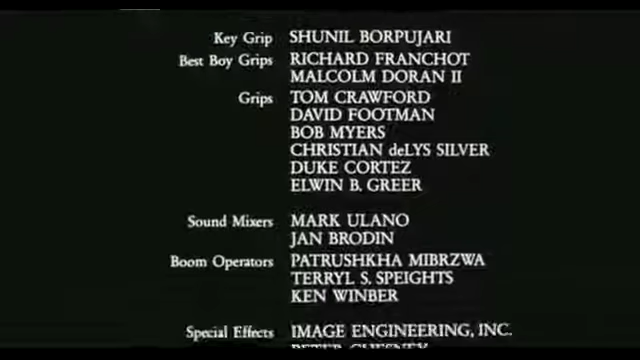 Key Grip SHUNIL BORPUJARI
Best Boy Grips RICHARD FRANCHOT
MALCOLM DORAN II
Grips TOM CRAWFORD
DAVID FOOTMAN
BOB MYERS
CHRISTIAN deLYS SILVER
DUKE CORTEZ
ELWIN B. GREER
Sound Mixers MARK ULANO
JAN BRODIN
Boom Operators PATRUSHKHA MIBRZWA
TERRYL S. SPEIGHTS
KEN WINBER
Special Effects IMAGE ENGINEERING, INC.
PETER CHESNEY